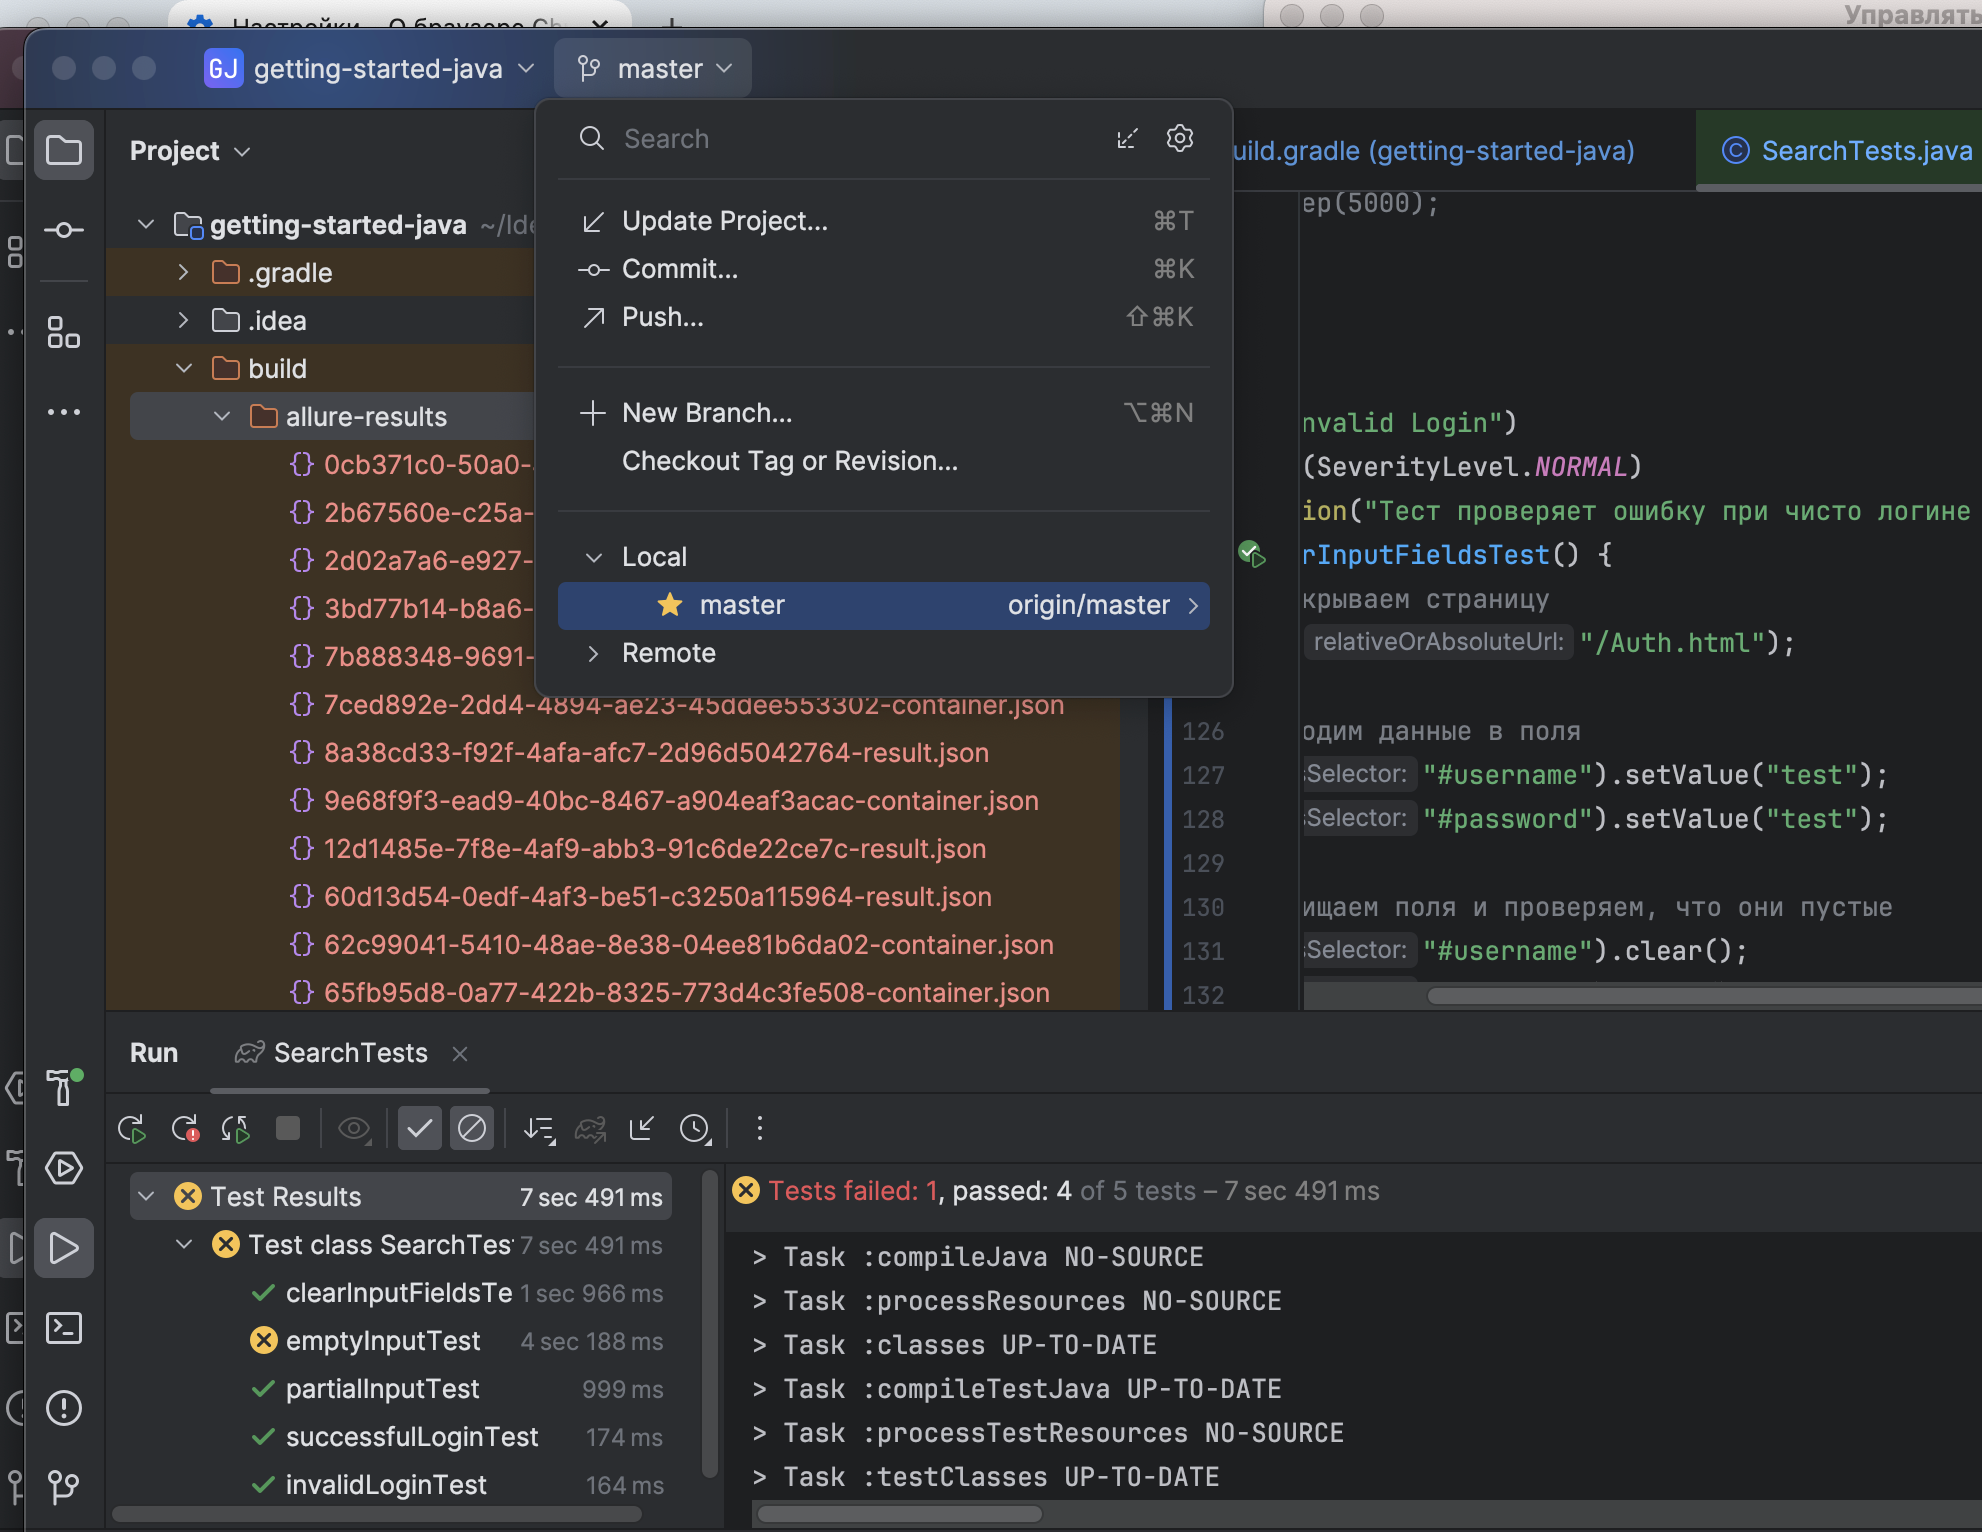 Настройки – О браузере Ch
Управлять
GJ getting-started-java
master
Project
Search
uild.gradle (getting-started-java)
SearchTests.java
getting-started-java ~/Ide
.gradle
.idea
build
allure-results
0cb371c0-50a0-
2b67560e-c25a-
2d02a7a6-e927-
3bd77b14-b8a6-
7b888348-9691-
7ced892e-2dd4-4894-ae23-45ddee553302-container.json
8a38cd33-f92f-4afa-afc7-2d96d5042764-result.json
9e68f9f3-ead9-40bc-8467-a904eaf3acac-container.json
12d1485e-7f8e-4af9-abb3-91c6de22ce7c-result.json
60d13d54-0edf-4af3-be51-c3250a115964-result.json
62c99041-5410-48ae-8e38-04ee81b6da02-container.json
65fb95d8-0a77-422b-8325-773d4c3fe508-container.json
Update Project... ⌘T
Commit... ⌘K
Push... ⇧⌘K
New Branch... ⌥⌘N
Checkout Tag or Revision...
Local
master origin/master
Remote
ep(5000);
nvalid Login")
(SeverityLevel.NORMAL)
ion("Тест проверяет ошибку при чисто логине
rInputFieldsTest() {
крываем страницу
relativeOrAbsoluteUrl: "/Auth.html");
126 одим данные в поля
127 sSelector: "#username").setValue("test");
128 sSelector: "#password").setValue("test");
129
130 ищаем поля и проверяем, что они пустые
131 sSelector: "#username").clear();
132
Run
SearchTests
Test Results 7 sec 491 ms
Test class SearchTes 7 sec 491 ms
clearInputFieldsTe 1 sec 966 ms
emptyInputTest 4 sec 188 ms
partialInputTest 999 ms
successfulLoginTest 174 ms
invalidLoginTest 164 ms
Tests failed: 1, passed: 4 of 5 tests – 7 sec 491 ms
> Task :compileJava NO-SOURCE
> Task :processResources NO-SOURCE
> Task :classes UP-TO-DATE
> Task :compileTestJava UP-TO-DATE
> Task :processTestResources NO-SOURCE
> Task :testClasses UP-TO-DATE